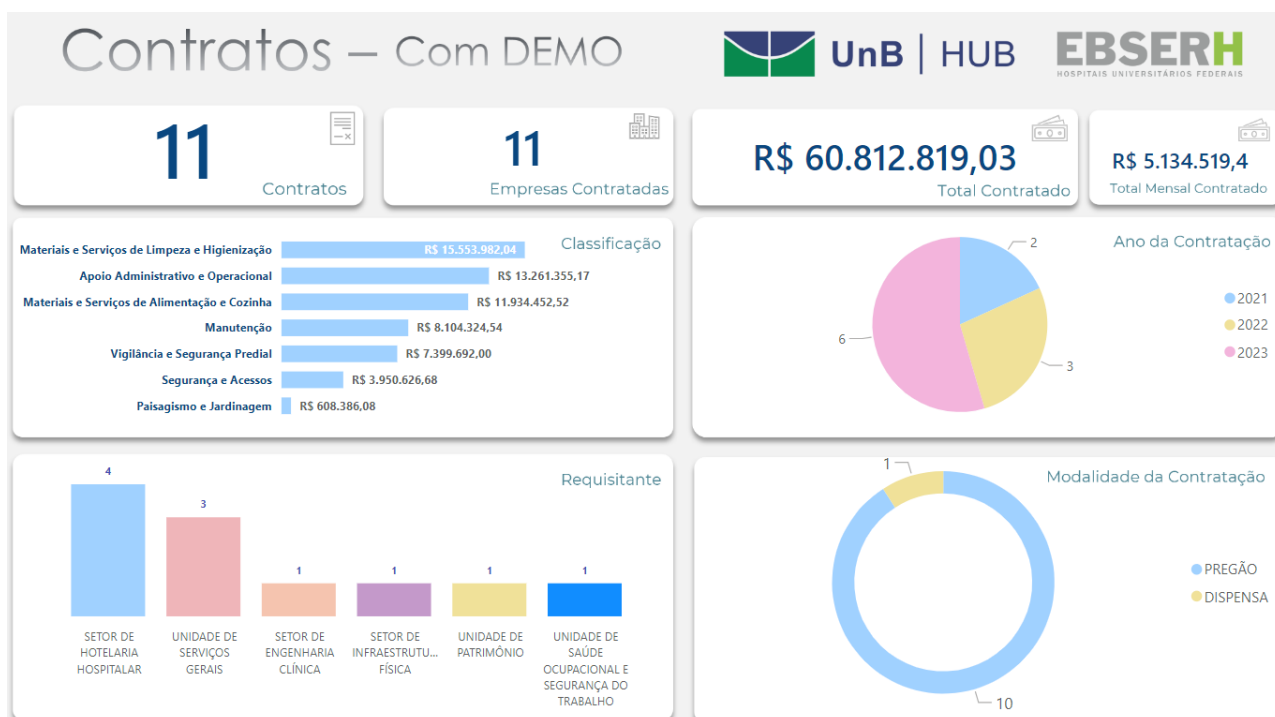 Contratos – Com DEMO
UnB | HUB
EBSERH
HOSPITAIS UNIVERSITÁRIOS FEDERAIS
11
Contratos
11
Empresas Contratadas
R$ 60.812.819,03
Total Contratado
R$ 5.134.519,4
Total Mensal Contratado
Classificação
Materiais e Serviços de Limpeza e Higienização R$ 15.553.982,04
Apoio Administrativo e Operacional R$ 13.261.355,17
Materiais e Serviços de Alimentação e Cozinha R$ 11.934.452,52
Manutenção R$ 8.104.324,54
Vigilância e Segurança Predial R$ 7.399.692,00
Segurança e Acessos R$ 3.950.626,68
Paisagismo e Jardinagem R$ 608.386,08
Ano da Contratação
2
3
6
2021
2022
2023
Requisitante
4
3
1
1
1
1
SETOR DE
HOTELARIA
HOSPITALAR
UNIDADE DE
SERVIÇOS
GERAIS
SETOR DE
ENGENHARIA
CLÍNICA
SETOR DE
INFRAESTRUTU...
FÍSICA
UNIDADE DE
PATRIMÔNIO
UNIDADE DE
SAÚDE
OCUPACIONAL E
SEGURANÇA DO
TRABALHO
Modalidade da Contratação
1
10
PREGÃO
DISPENSA